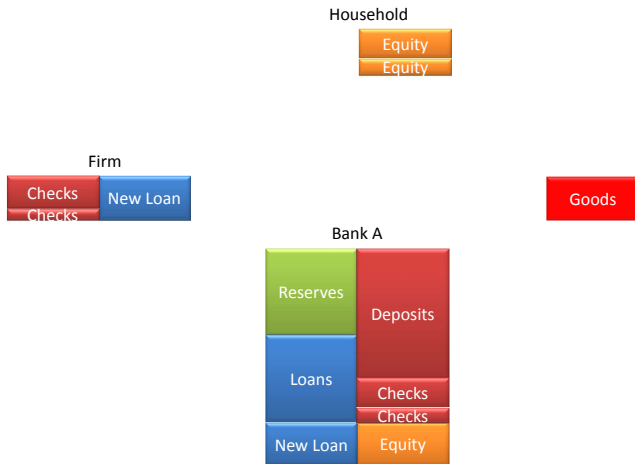 Household
Equity
Equity
Firm
Checks
New Loan
Checks
Goods
Bank A
Reserves
Deposits
Loans
Checks
Checks
New Loan
Equity